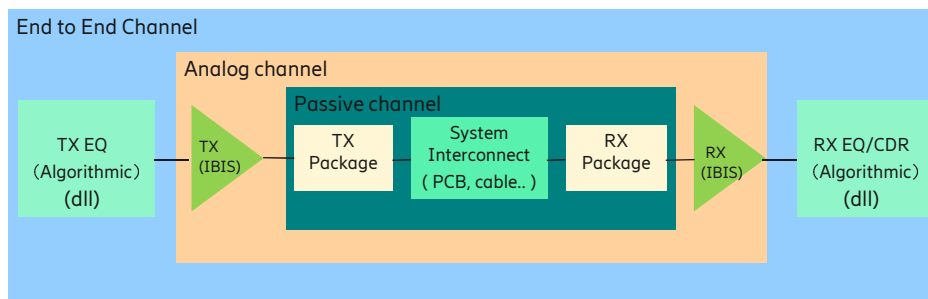 End to End Channel
Analog channel
Passive channel
TX EQ
（Algorithmic）
(dll)
TX
(IBIS)
TX
Package
System
Interconnect
( PCB, cable.. )
RX
Package
RX
(IBIS)
RX EQ/CDR
（Algorithmic）
(dll)